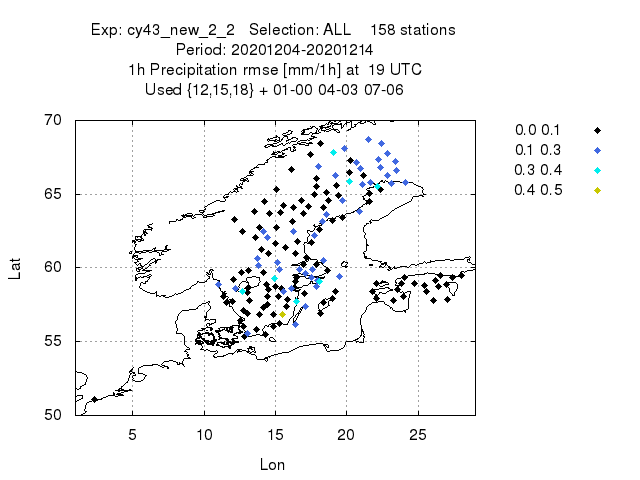 Exp: cy43_new_2_2   Selection: ALL    158 stations
Period: 20201204-20201214
1h Precipitation rmse [mm/1h] at  19 UTC
Used {12,15,18} + 01-00 04-03 07-06
0.0 0.1
0.1 0.3
0.3 0.4
0.4 0.5
70
65
60
55
50
Lat
5 10 15 20 25
Lon